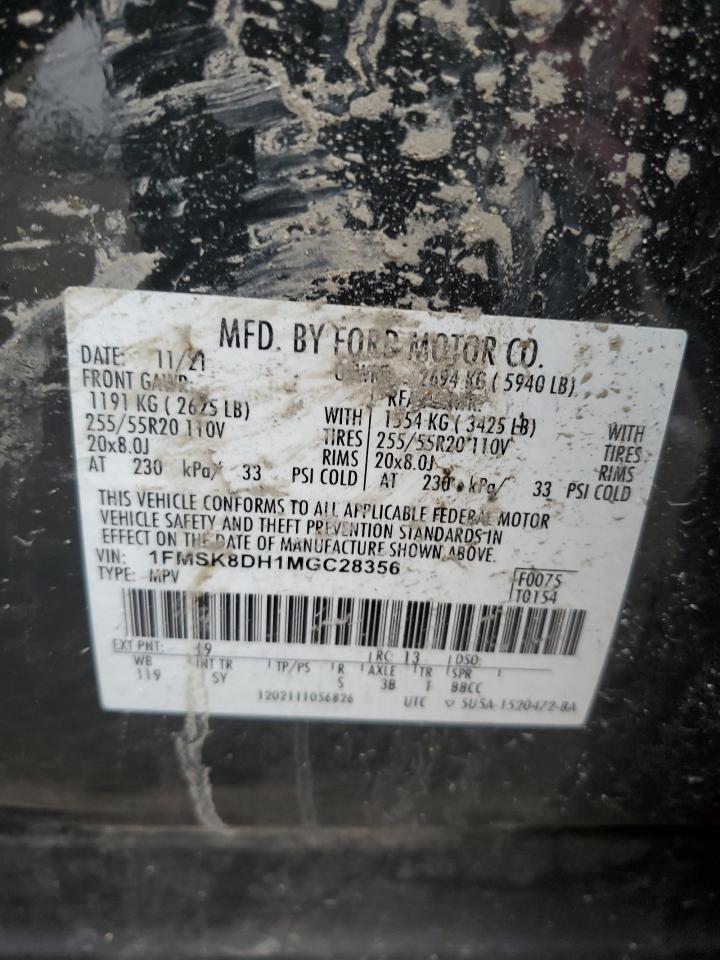 MFD. BY FORD MOTOR CO.
DATE: 11/21 GVWR: 2694 KG ( 5940 LB)
FRONT GAWR:
1191 KG ( 2625 LB) WITH 1554 KG ( 3425 LB) WITH
255/55R20 110V TIRES 255/55R20 110V TIRES
20x8.0J RIMS 20x8.0J RIMS
AT 230 kPa/ 33 PSI COLD AT 230 kPa/ 33 PSI COLD
THIS VEHICLE CONFORMS TO ALL APPLICABLE FEDERAL MOTOR
VEHICLE SAFETY AND THEFT PREVENTION STANDARDS IN
EFFECT ON THE DATE OF MANUFACTURE SHOWN ABOVE.
VIN: 1FMSK8DH1MGC28356
TYPE: MPV
F0075
T0154
EXT PNT: RC: 13 DSO:
WB INT TR TP/PS R AXLE TR SPR
119 SY 5 3B BBCC
1202111056826 UTC 5U5A-1520472-BA